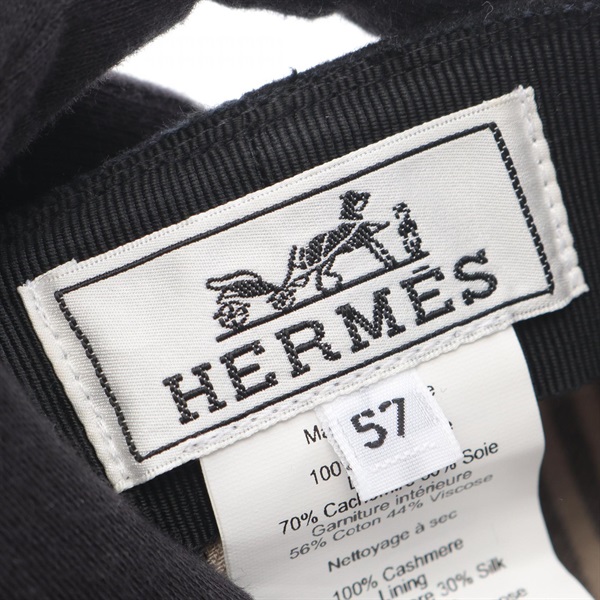 HERMÈS
57
100
70% Cachemire 30% Soie
Garniture intérieure
56% Coton 44% Viscose
Nettoyage à sec
100% Cashmere
Lining
30% Silk